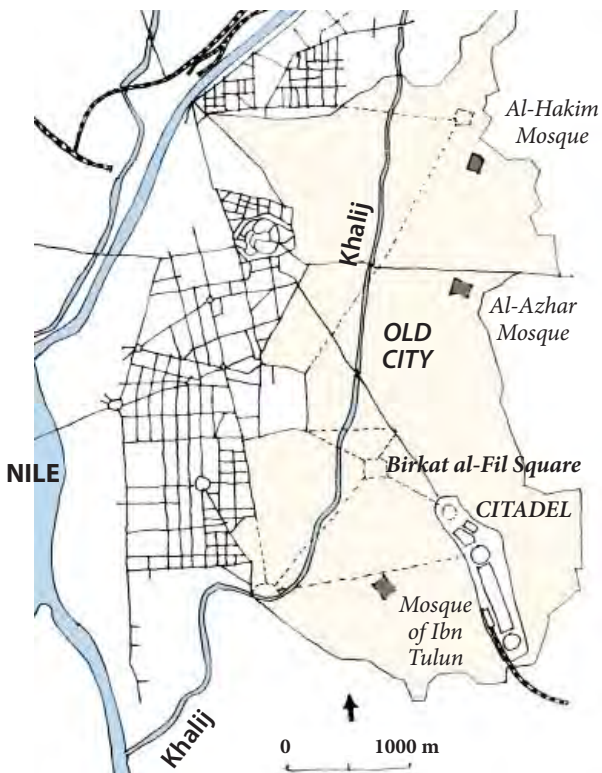 Al-Hakim
Mosque
Khalij
OLD
CITY
Al-Azhar
Mosque
NILE
Birkat al-Fil Square
CITADEL
Mosque
of Ibn
Tulun
Khalij
0 1000 m